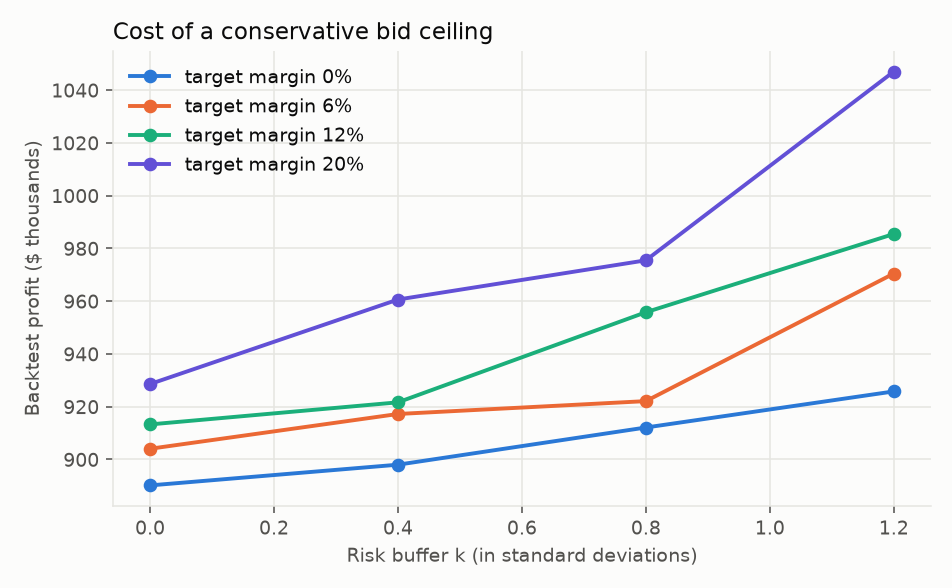 Cost of a conservative bid ceiling
target margin 0%
target margin 6%
target margin 12%
target margin 20%
Backtest profit ($ thousands)
1040
1020
1000
980
960
940
920
900
0.0 0.2 0.4 0.6 0.8 1.0 1.2
Risk buffer k (in standard deviations)